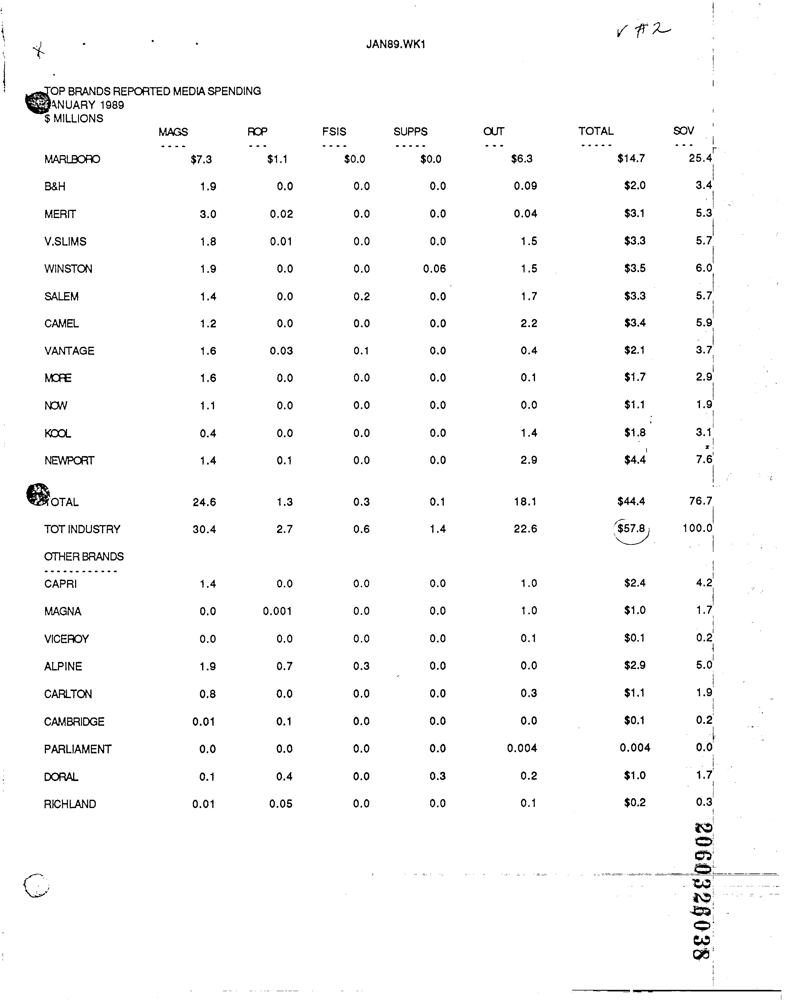 V #2
JAN89.WK1
TOP BRANDS REPORTED MEDIA SPENDING
ANUARY 1989
$ MILLIONS
MAGS ROP FSIS SUPPS OUT TOTAL SOV
MARLBORO $7.3 $1.1 $0.0 $0.0 $6.3 $14.7 25.4
B&H 1.9 0.0 0.0 0.0 0.09 $2.0 3.4
MERIT 3.0 0.02 0.0 0.0 0.04 $3.1 5.3
V.SLIMS 1.8 0.01 0.0 0.0 1.5 $3.3 5.7
WINSTON 1.9 0.0 0.0 0.06 1.5 $3.5 6.0
SALEM 1.4 0.0 0.2 0.0 1.7 $3.3 5.7
CAMEL 1.2 0.0 0.0 0.0 2.2 $3.4 5.9
VANTAGE 1.6 0.03 0.1 0.0 0.4 $2.1 3.7
MORE 1.6 0.0 0.0 0.0 0.1 $1.7 2.9
NOW 1.1 0.0 0.0 0.0 0.0 $1.1 1.9
KOOL 0.4 0.0 0.0 0.0 1.4 $1.8 3.1
NEWPORT 1.4 0.1 0.0 0.0 2.9 $4.4 7.6
TOTAL 24.6 1.3 0.3 0.1 18.1 $44.4 76.7
TOT INDUSTRY 30.4 2.7 0.6 1.4 22.6 $57.8 100.0
OTHER BRANDS
CAPRI 1.4 0.0 0.0 0.0 1.0 $2.4 4.2
MAGNA 0.0 0.001 0.0 0.0 1.0 $1.0 1.7
VICEROY 0.0 0.0 0.0 0.0 0.1 $0.1 0.2
ALPINE 1.9 0.7 0.3 0.0 0.0 $2.9 5.0
CARLTON 0.8 0.0 0.0 0.0 0.3 $1.1 1.9
CAMBRIDGE 0.01 0.1 0.0 0.0 0.0 $0.1 0.2
PARLIAMENT 0.0 0.0 0.0 0.0 0.004 0.004 0.0
DORAL 0.1 0.4 0.0 0.3 0.2 $1.0 1.7
RICHLAND 0.01 0.05 0.0 0.0 0.1 $0.2 0.3
2060326038